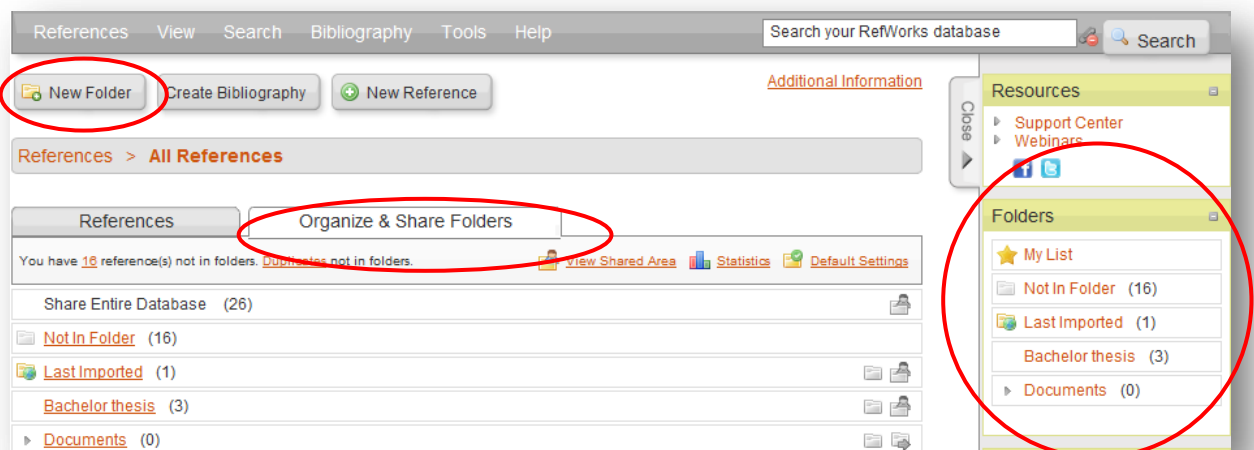 References View Search Bibliography Tools Help Search your RefWorks database Search
New Folder Create Bibliography New Reference Additional Information
References > All References
References Organize & Share Folders
You have 16 reference(s) not in folders. Duplicates not in folders. View Shared Area Statistics Default Settings
Share Entire Database (26)
Not In Folder (16)
Last Imported (1)
Bachelor thesis (3)
Documents (0)
Close
Resources
Support Center
Webinars
Folders
My List
Not In Folder (16)
Last Imported (1)
Bachelor thesis (3)
Documents (0)